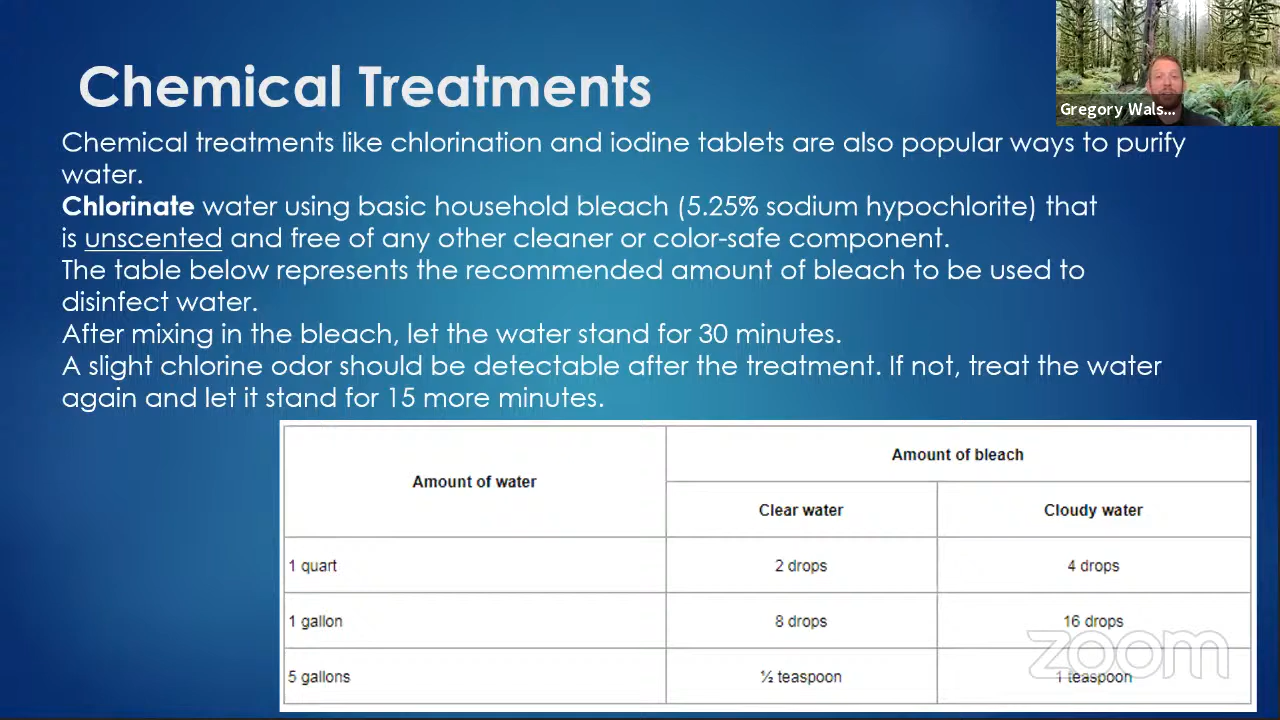 Chemical Treatments
Gregory Wals...
Chemical treatments like chlorination and iodine tablets are also popular ways to purify
water.
Chlorinate water using basic household bleach (5.25% sodium hypochlorite) that
is unscented and free of any other cleaner or color-safe component.
The table below represents the recommended amount of bleach to be used to
disinfect water.
After mixing in the bleach, let the water stand for 30 minutes.
A slight chlorine odor should be detectable after the treatment. If not, treat the water
again and let it stand for 15 more minutes.
Amount of water
Amount of bleach
Clear water
Cloudy water
1 quart
2 drops
4 drops
1 gallon
8 drops
16 drops
5 gallons
½ teaspoon
1 teaspoon
zoom